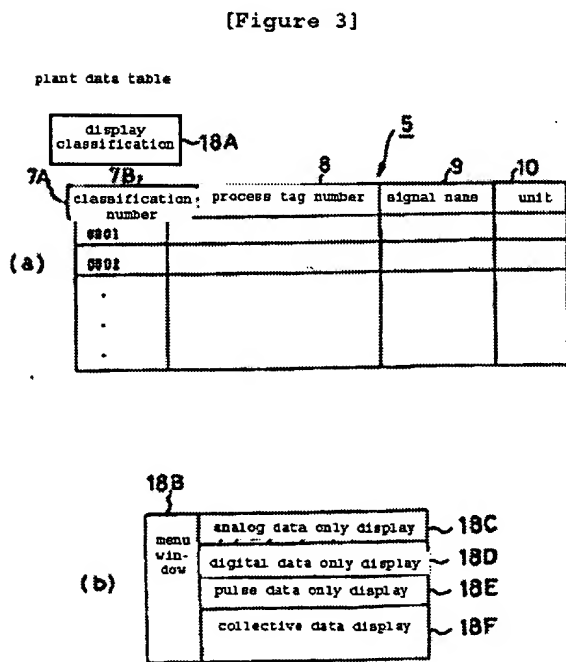 [Figure 3]
plant data table
display
classification
18A
5
7A
7B
8
9
10
classification
number
process tag number
signal name
unit
0001
0002
(a)
18B
menu
win-
dow
analog data only display
18C
digital data only display
18D
pulse data only display
18E
collective data display
18F
(b)